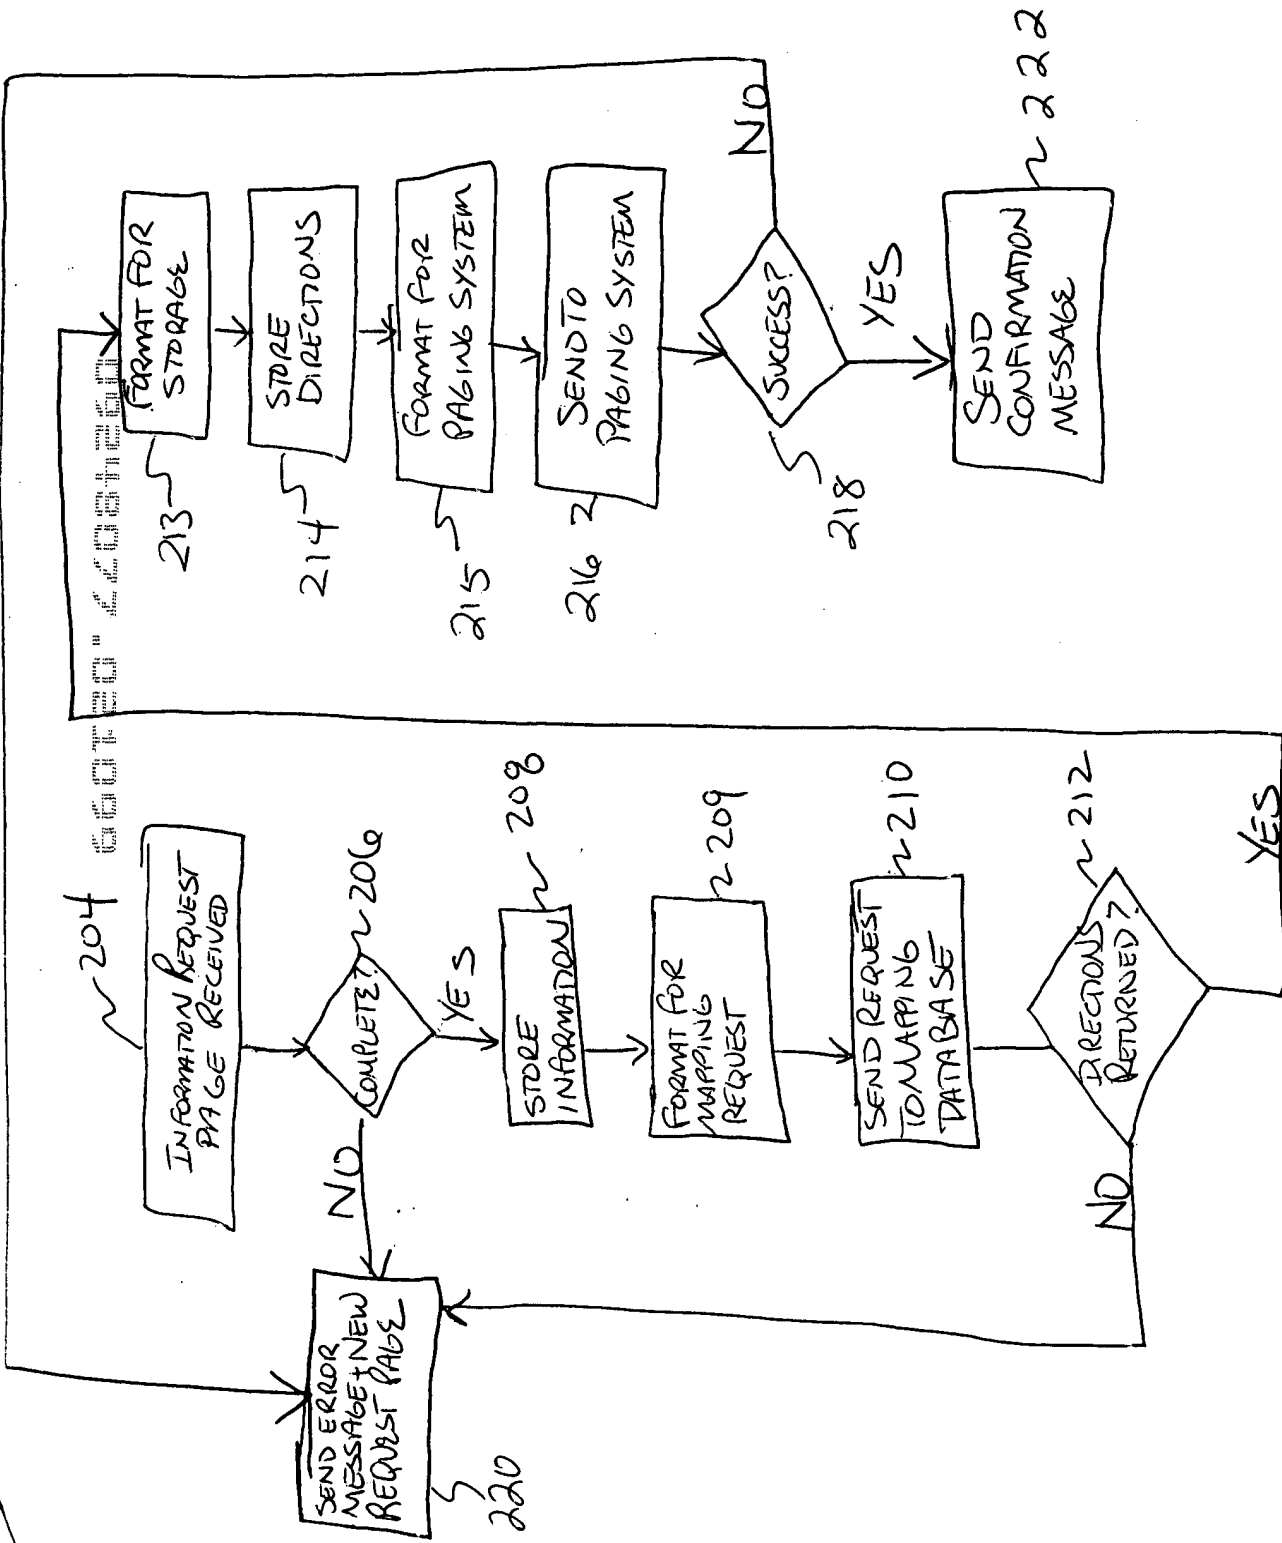 204
INFORMATION REQUEST
PAGE RECEIVED
COMPLETE?
206
NO
YES
SEND ERROR
MESSAGE + NEW
REQUEST PAGE
220
STORE
INFORMATION
208
FORMAT FOR
MAPPING
REQUEST
209
SEND REQUEST
TO MAPPING
DATABASE
210
DIRECTIONS
RETURNED?
212
NO
YES
FORMAT FOR
STORAGE
213
STORE
DIRECTIONS
214
FORMAT FOR
PAGING SYSTEM
215
SEND TO
PAGING SYSTEM
216
SUCCESS?
218
NO
YES
SEND
CONFIRMATION
MESSAGE
222